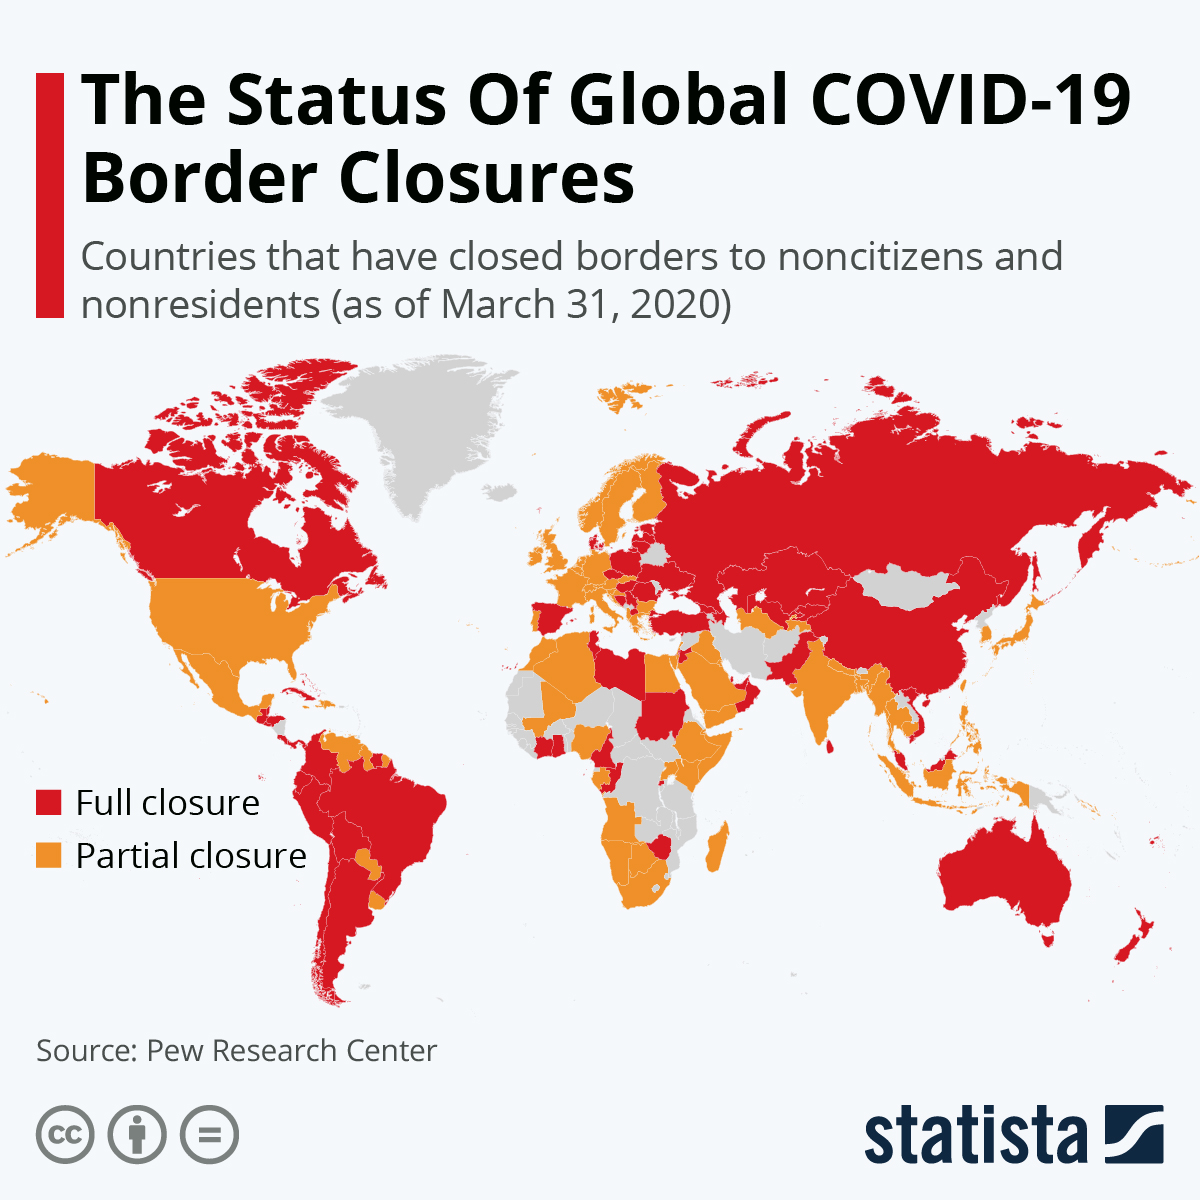 The Status Of Global COVID-19
Border Closures
Countries that have closed borders to noncitizens and
nonresidents (as of March 31, 2020)
Full closure
Partial closure
Source: Pew Research Center
cc
statista